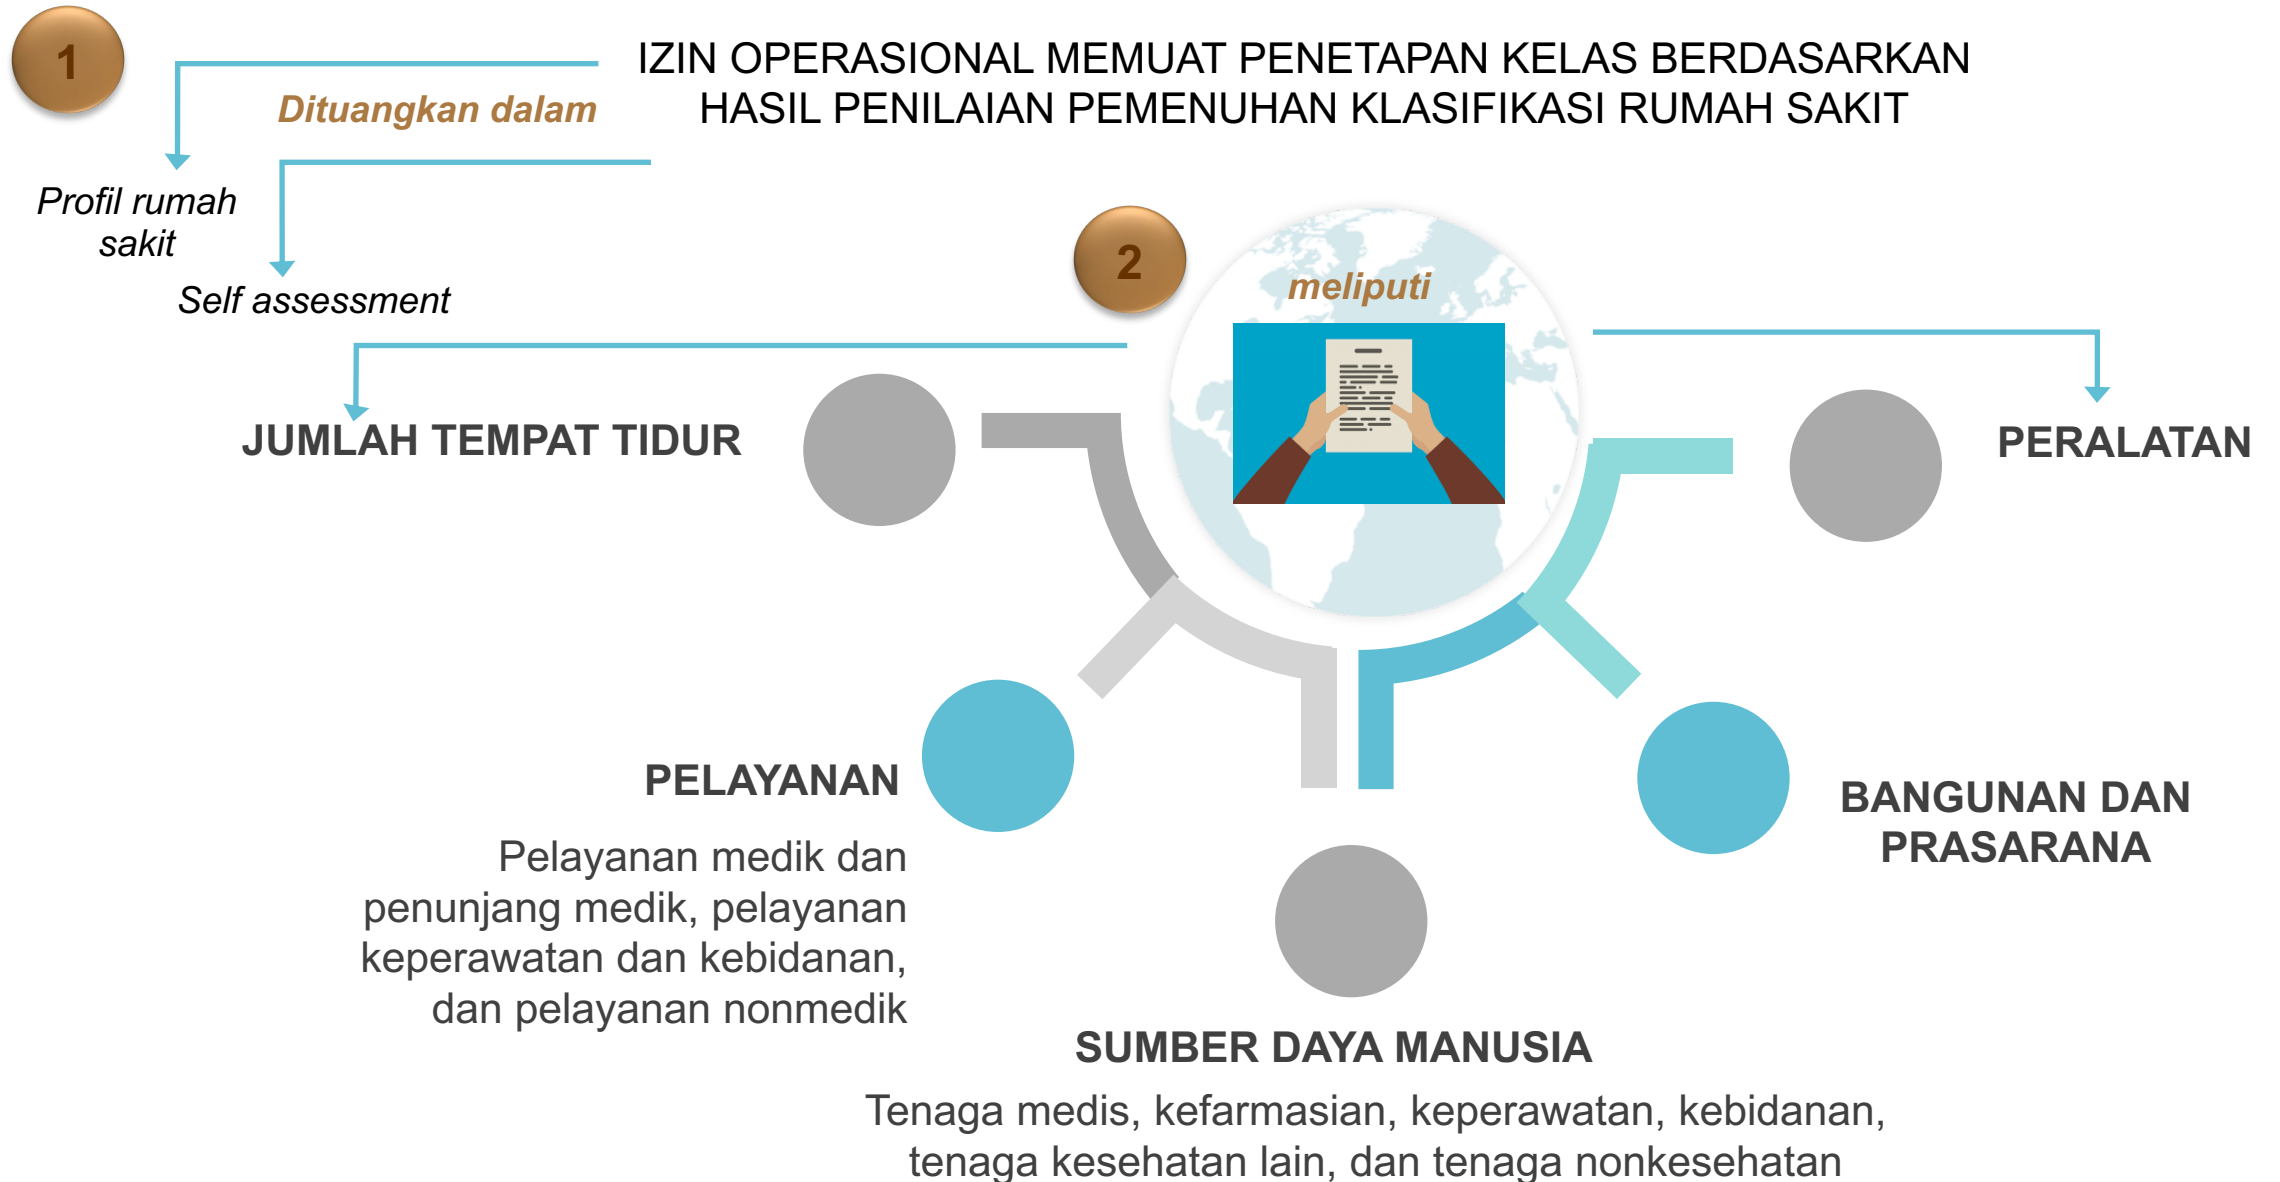 1
IZIN OPERASIONAL MEMUAT PENETAPAN KELAS BERDASARKAN
HASIL PENILAIAN PEMENUHAN KLASIFIKASI RUMAH SAKIT
Dituangkan dalam
Profil rumah
sakit
Self assessment
2
meliputi
JUMLAH TEMPAT TIDUR
PERALATAN
PELAYANAN
Pelayanan medik dan
penunjang medik, pelayanan
keperawatan dan kebidanan,
dan pelayanan nonmedik
BANGUNAN DAN
PRASARANA
SUMBER DAYA MANUSIA
Tenaga medis, kefarmasian, keperawatan, kebidanan,
tenaga kesehatan lain, dan tenaga nonkesehatan